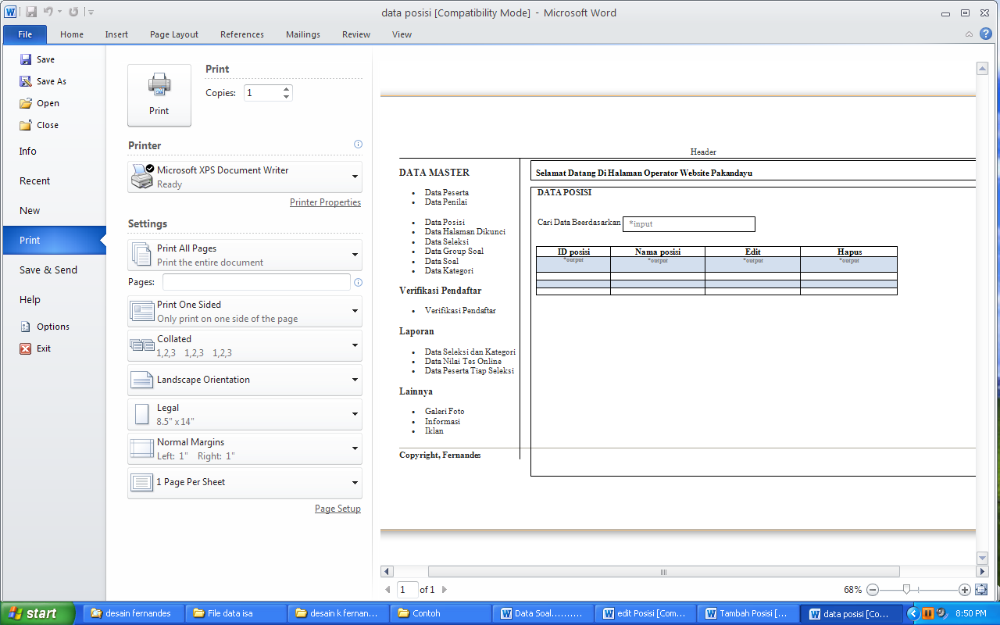 data posisi [Compatibility Mode] - Microsoft Word
File Home Insert Page Layout References Mailings Review View
Save
Save As
Open
Close
Info
Recent
New
Print
Save & Send
Help
Options
Exit
Print
Print
Copies: 1
Printer
Microsoft XPS Document Writer
Ready
Printer Properties
Settings
Print All Pages
Print the entire document
Pages:
Print One Sided
Only print on one side of the page
Collated
1,2,3 1,2,3 1,2,3
Landscape Orientation
Legal
8.5" x 14"
Normal Margins
Left: 1" Right: 1"
1 Page Per Sheet
Page Setup
Header
DATA MASTER
• Data Peserta
• Data Penilai
• Data Posisi
• Data Halaman Dikunci
• Data Seleksi
• Data Group Soal
• Data Soal
• Data Kategori
Verifikasi Pendaftar
• Verifikasi Pendaftar
Laporan
• Data Seleksi dan Kategori
• Data Nilai Tes Online
• Data Peserta Tiap Seleksi
Lainnya
• Galeri Foto
• Informasi
• Iklan
Copyright, Fernandes
Selamat Datang Di Halaman Operator Website Pakandayu
DATA POSISI
Cari Data Beerdasarkan *input
ID posisi Nama posisi Edit Hapus
*output *output *output *output
1 of 1
68%
start
desain fernandes
File data isa
desain k fernan...
Contoh
Data Soal..........
edit Posisi [Com...
Tambah Posisi [...
data posisi [Co...
8:50 PM